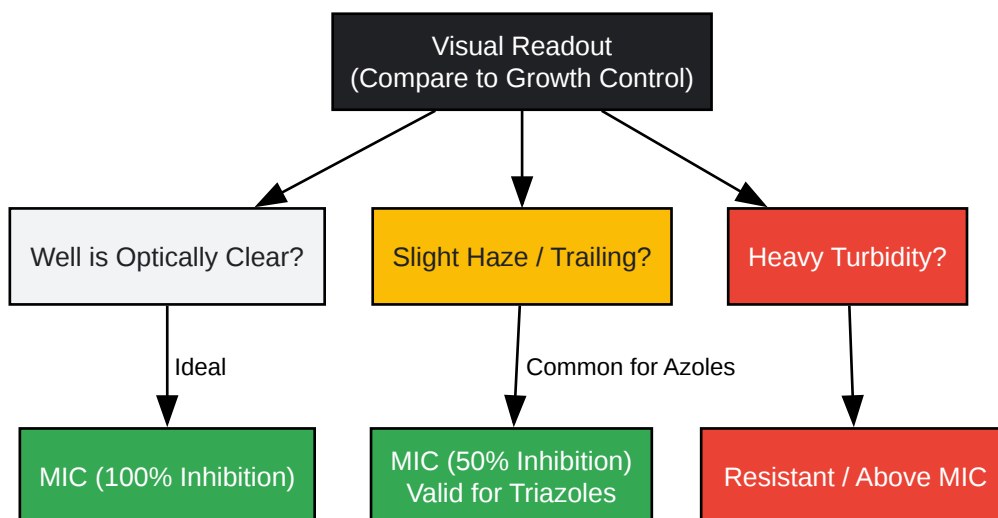 Visual Readout
(Compare to Growth Control)
Well is Optically Clear?
Slight Haze / Trailing?
Heavy Turbidity?
Ideal
Common for Azoles
MIC (100% Inhibition)
MIC (50% Inhibition)
Valid for Triazoles
Resistant / Above MIC